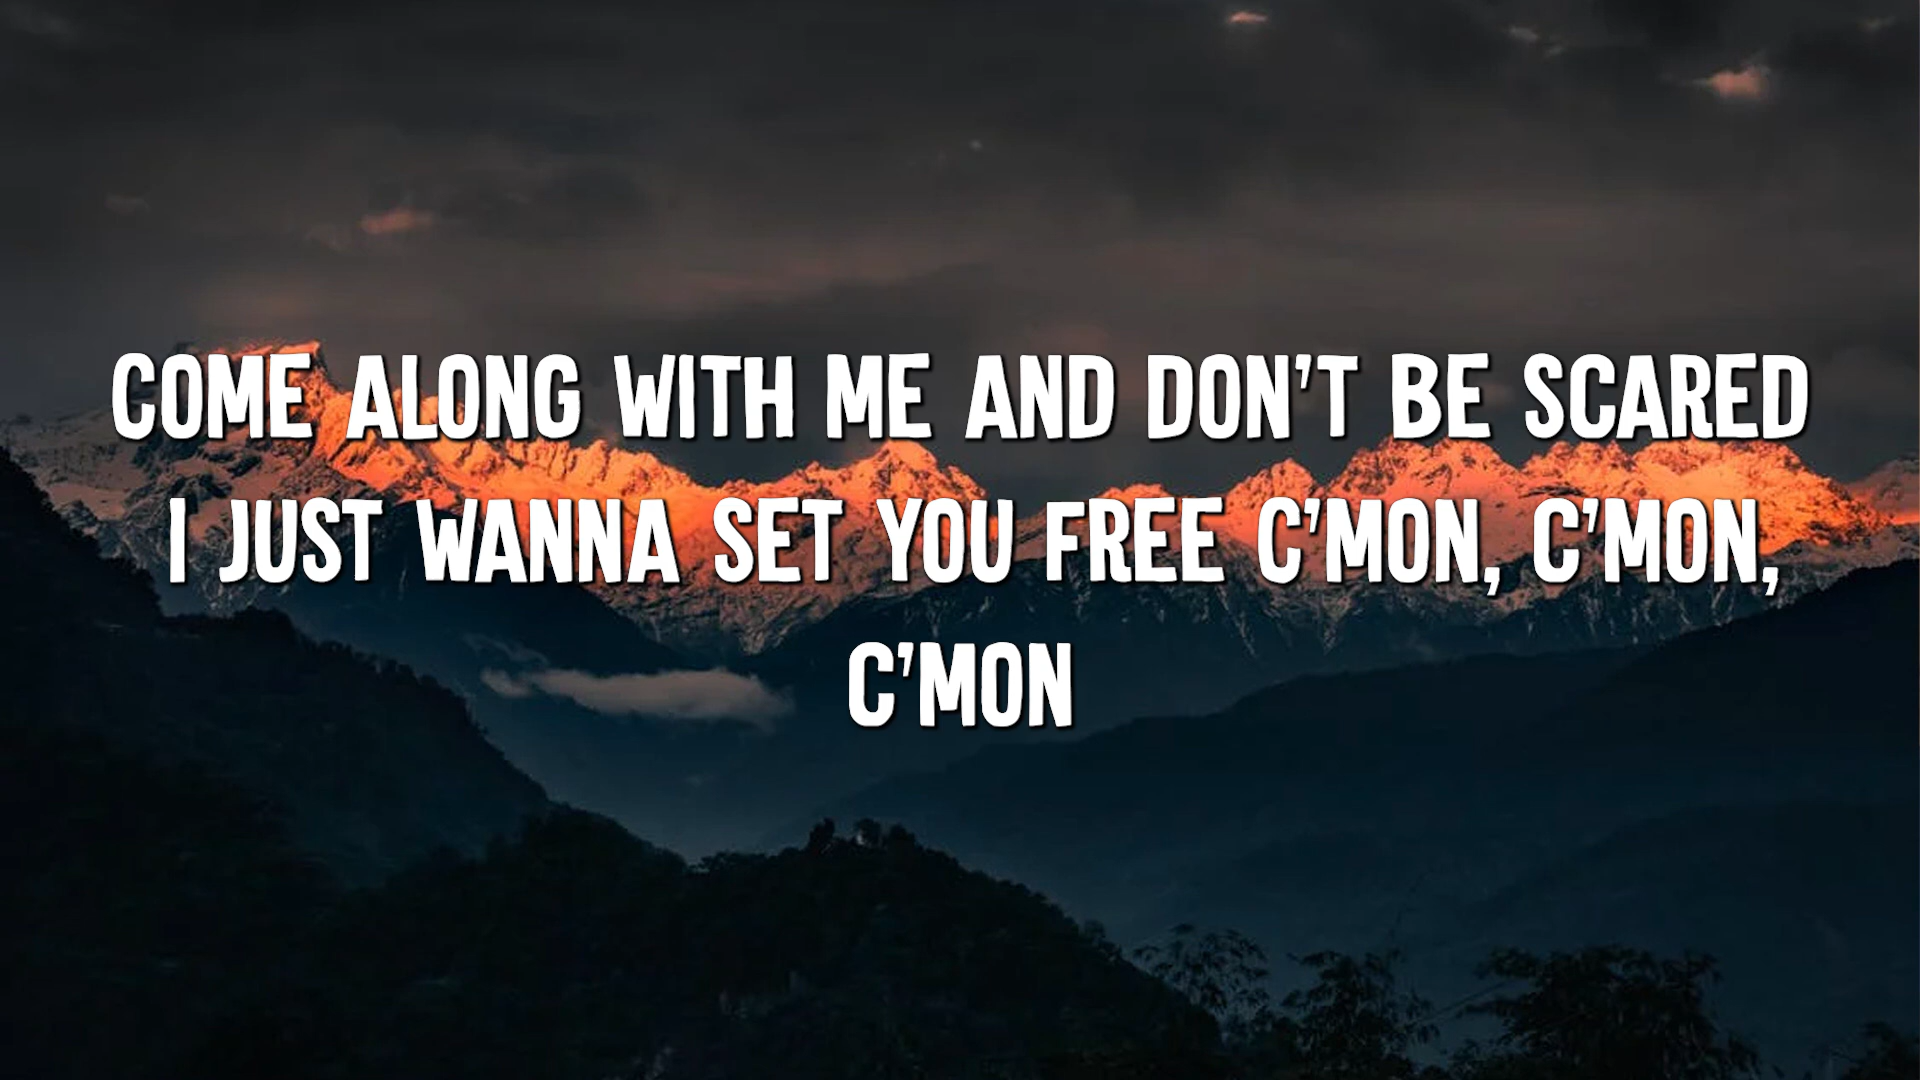 COME ALONG WITH ME AND DON'T BE SCARED
I JUST WANNA SET YOU FREE C'MON, C'MON,
C'MON